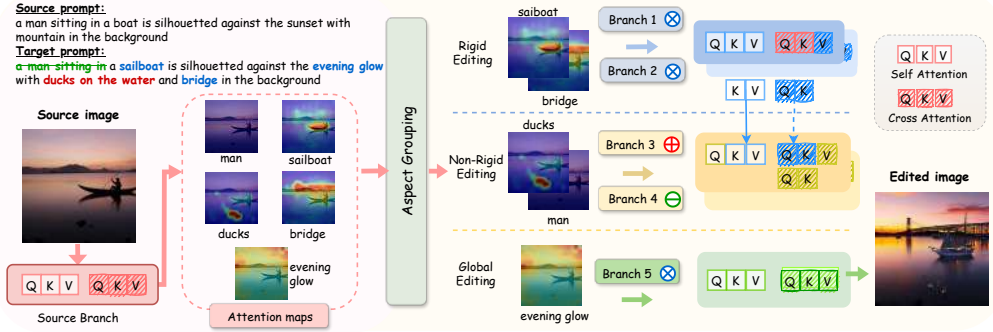 Source prompt:
a man sitting in a boat is silhouetted against the sunset with
mountain in the background
Target prompt:
a man sitting in a sailboat is silhouetted against the evening glow
with ducks on the water and bridge in the background
Source image
man
saiboat
ducks
bridge
evening
glow
Q K V Q K V
Source Branch
Attention maps
Aspect Grouping
Rigid
Editing
saiboat
bridge
Branch 1
Branch 2
Q K V Q K V
K V Q K
Non-Rigid
Editing
ducks
man
Branch 3
Branch 4
Q K V Q K V
Q K
Global
Editing
evening glow
Branch 5
Q K V Q K V
Q K V
Self Attention
Q K V
Cross Attention
Edited image